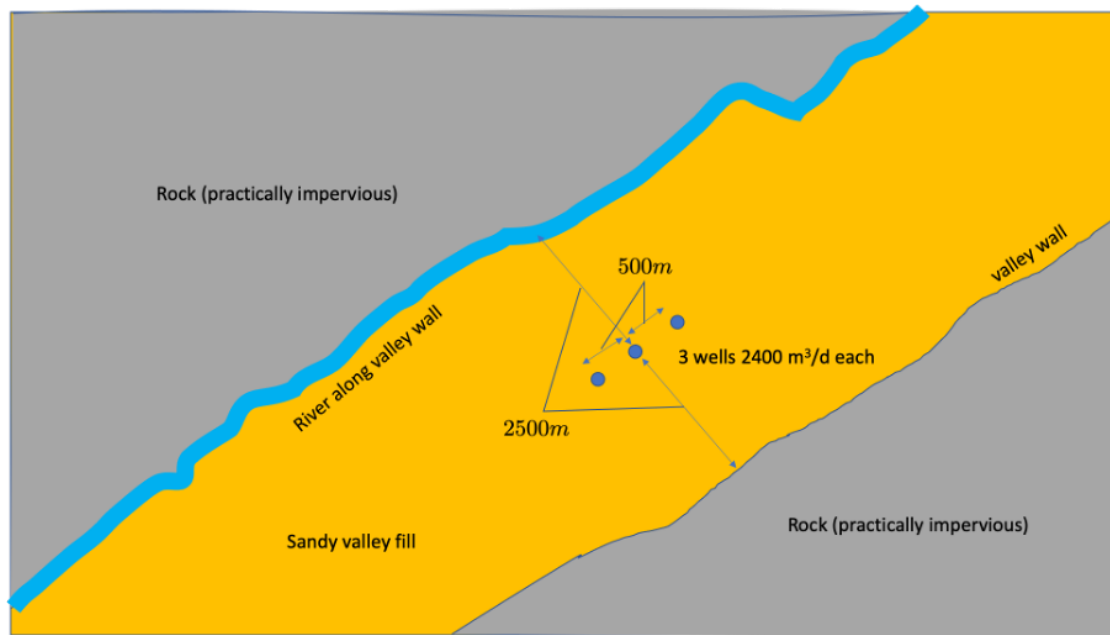 Rock (practically impervious)
valley wall
500m
3 wells 2400 m³/d each
River along valley wall
2500m
Sandy valley fill
Rock (practically impervious)